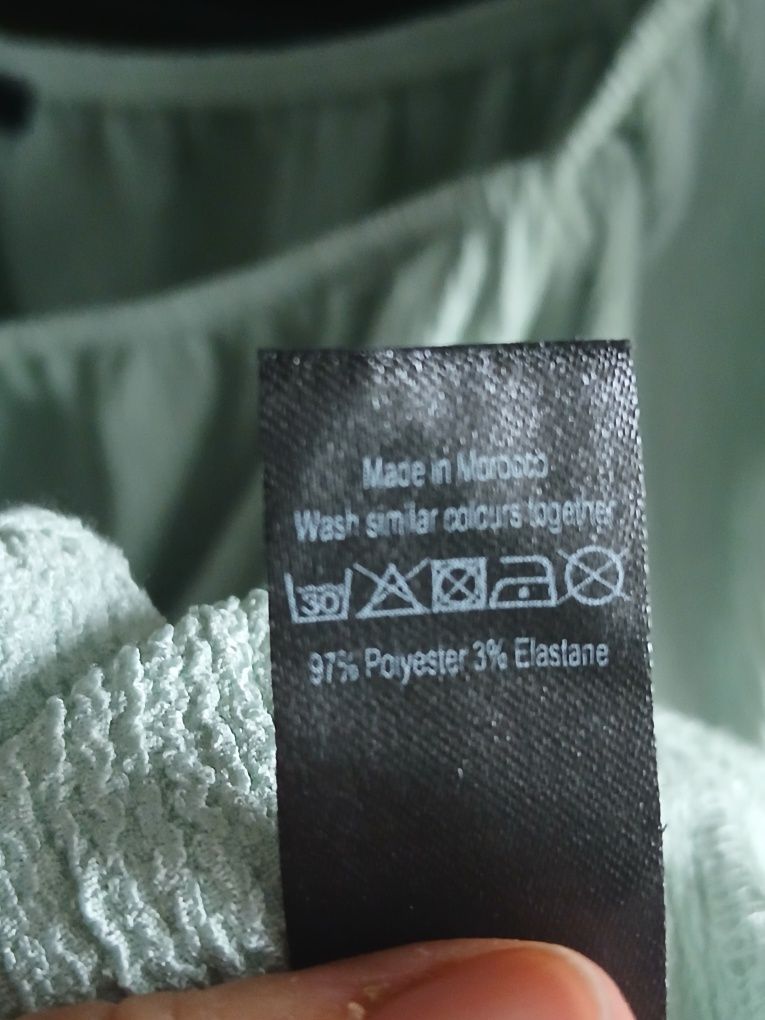 Made in Morocco
Wash similar colours together
30
97% Polyester 3% Elastane